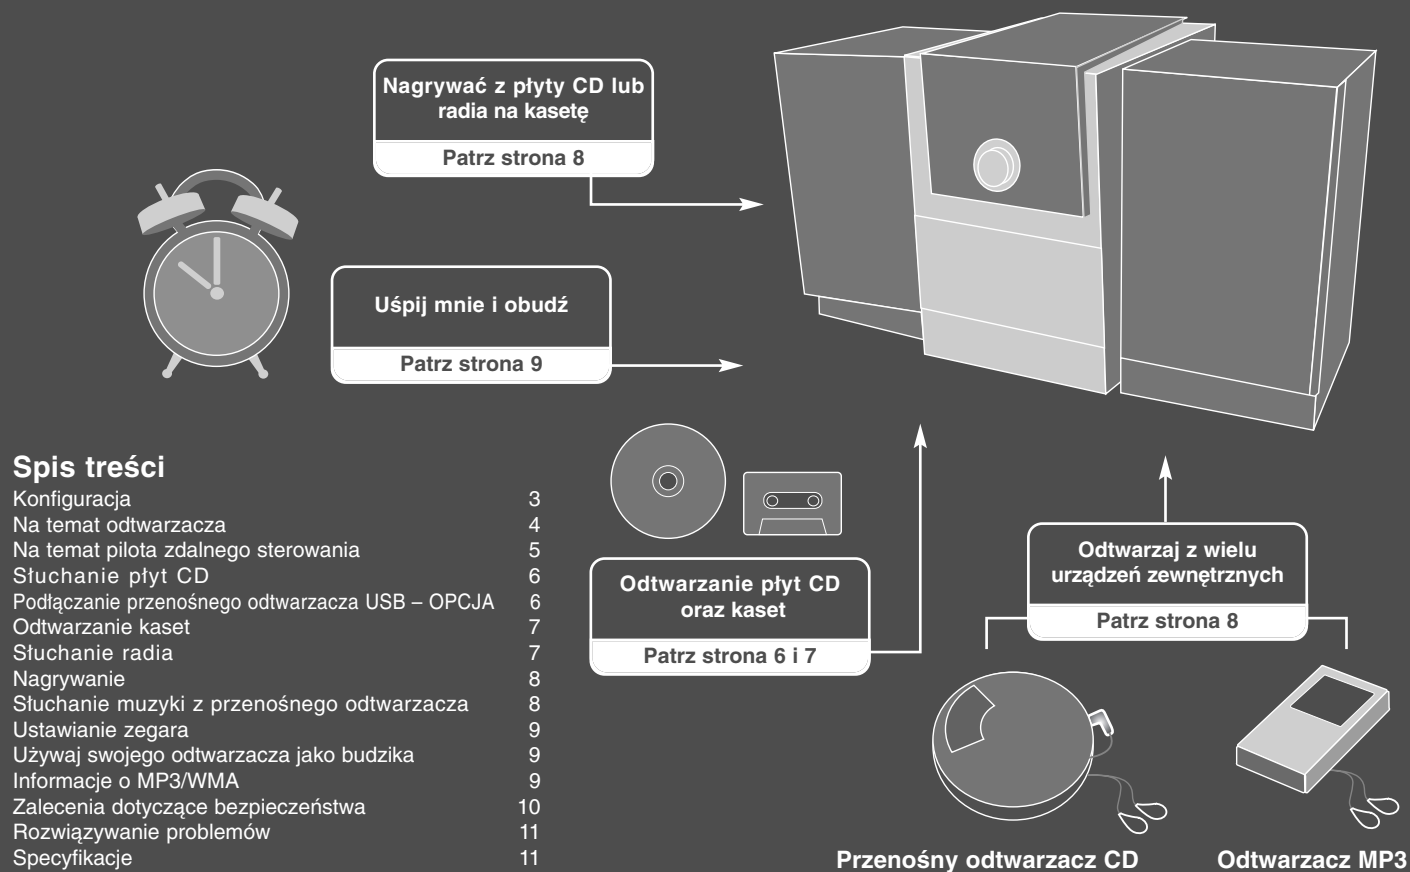 Nagrywać z płyty CD lub
radia na kasetę
Patrz strona 8
Uśpij mnie i obudź
Patrz strona 9
Spis treści
Konfiguracja 3
Na temat odtwarzacza 4
Na temat pilota zdalnego sterowania 5
Słuchanie płyt CD 6
Podłączanie przenośnego odtwarzacza USB – OPCJA 6
Odtwarzanie kaset 7
Słuchanie radia 7
Nagrywanie 8
Słuchanie muzyki z przenośnego odtwarzacza 8
Ustawianie zegara 9
Używaj swojego odtwarzacza jako budzika 9
Informacje o MP3/WMA 9
Zalecenia dotyczące bezpieczeństwa 10
Rozwiązywanie problemów 11
Specyfikacje 11
Odtwarzanie płyt CD
oraz kaset
Patrz strona 6 i 7
Odtwarzaj z wielu
urządzeń zewnętrznych
Patrz strona 8
Przenośny odtwarzacz CD
Odtwarzacz MP3